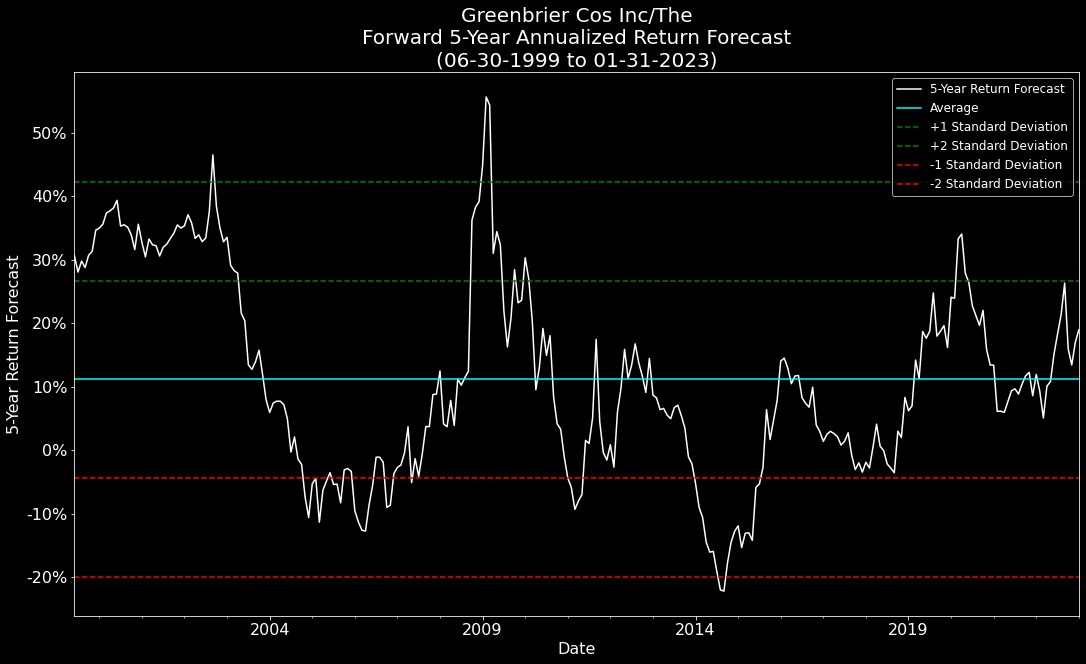 Greenbrier Cos Inc/The
Forward 5-Year Annualized Return Forecast
(06-30-1999 to 01-31-2023)
5-Year Return Forecast
Average
+1 Standard Deviation
+2 Standard Deviation
-1 Standard Deviation
-2 Standard Deviation
5-Year Return Forecast
50%
40%
30%
20%
10%
0%
-10%
-20%
2004
2009
2014
2019
Date